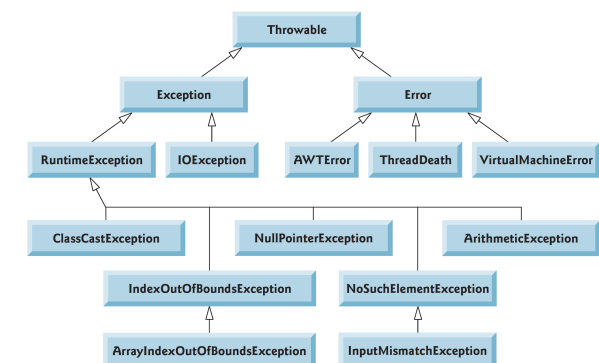 Throwable
Exception
Error
RuntimeException
IOException
AWTError
ThreadDeath
VirtualMachineError
ClassCastException
NullPointerException
ArithmeticException
IndexOutOfBoundsException
NoSuchElementException
ArrayIndexOutOfBoundsException
InputMismatchException